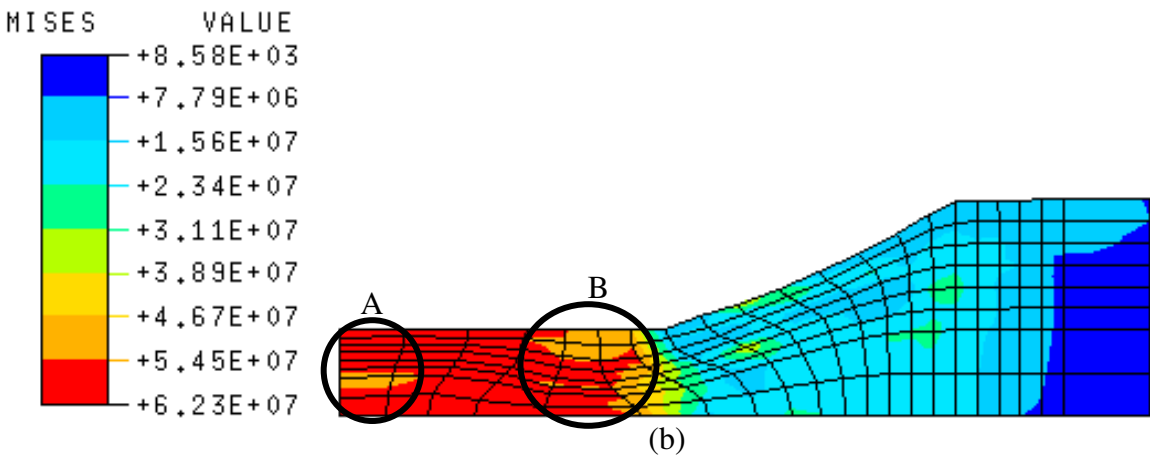 MISES VALUE
+8.58E+03
+7.79E+06
+1.56E+07
+2.34E+07
+3.11E+07
+3.89E+07
+4.67E+07
+5.45E+07
+6.23E+07
A
B
(b)